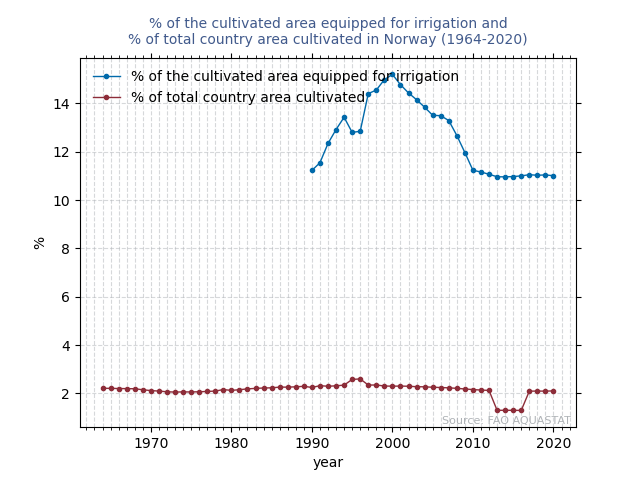 % of the cultivated area equipped for irrigation and
% of total country area cultivated in Norway (1964-2020)
% of the cultivated area equipped for irrigation
% of total country area cultivated
14
12
10
8
6
4
2
%
Source: FAO AQUASTAT
1970 1980 1990 2000 2010 2020
year